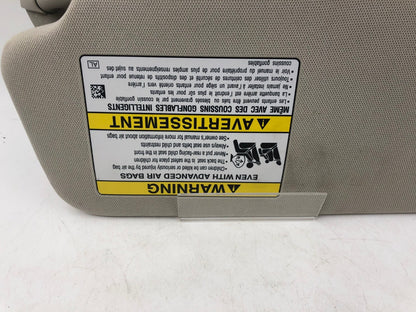 ⚠WARNING
EVEN WITH ADVANCED AIR BAGS
• Children can be killed or seriously injured by the air bag
• The back seat is the safest place for children
• Never put a rear-facing child seat in the front
• Always use seat belts and child restraints
• See owner's manual for more information about air bags
⚠AVERTISSEMENT
MÊME AVEC DES COUSSINS GONFLABLES INTELLIGENTS
• Les enfants peuvent être tués ou blessés gravement par le coussin gonflable
• La banquette arrière est l'endroit le plus sûr pour les enfants
• Ne jamais installer à l'avant un siège pour enfants orienté vers l'arrière
• Toujours utiliser des ceintures de sécurité et des dispositifs de retenue pour enfant
• Voir le manuel du propriétaire pour de plus amples renseignements au sujet des
coussins gonflables
AL